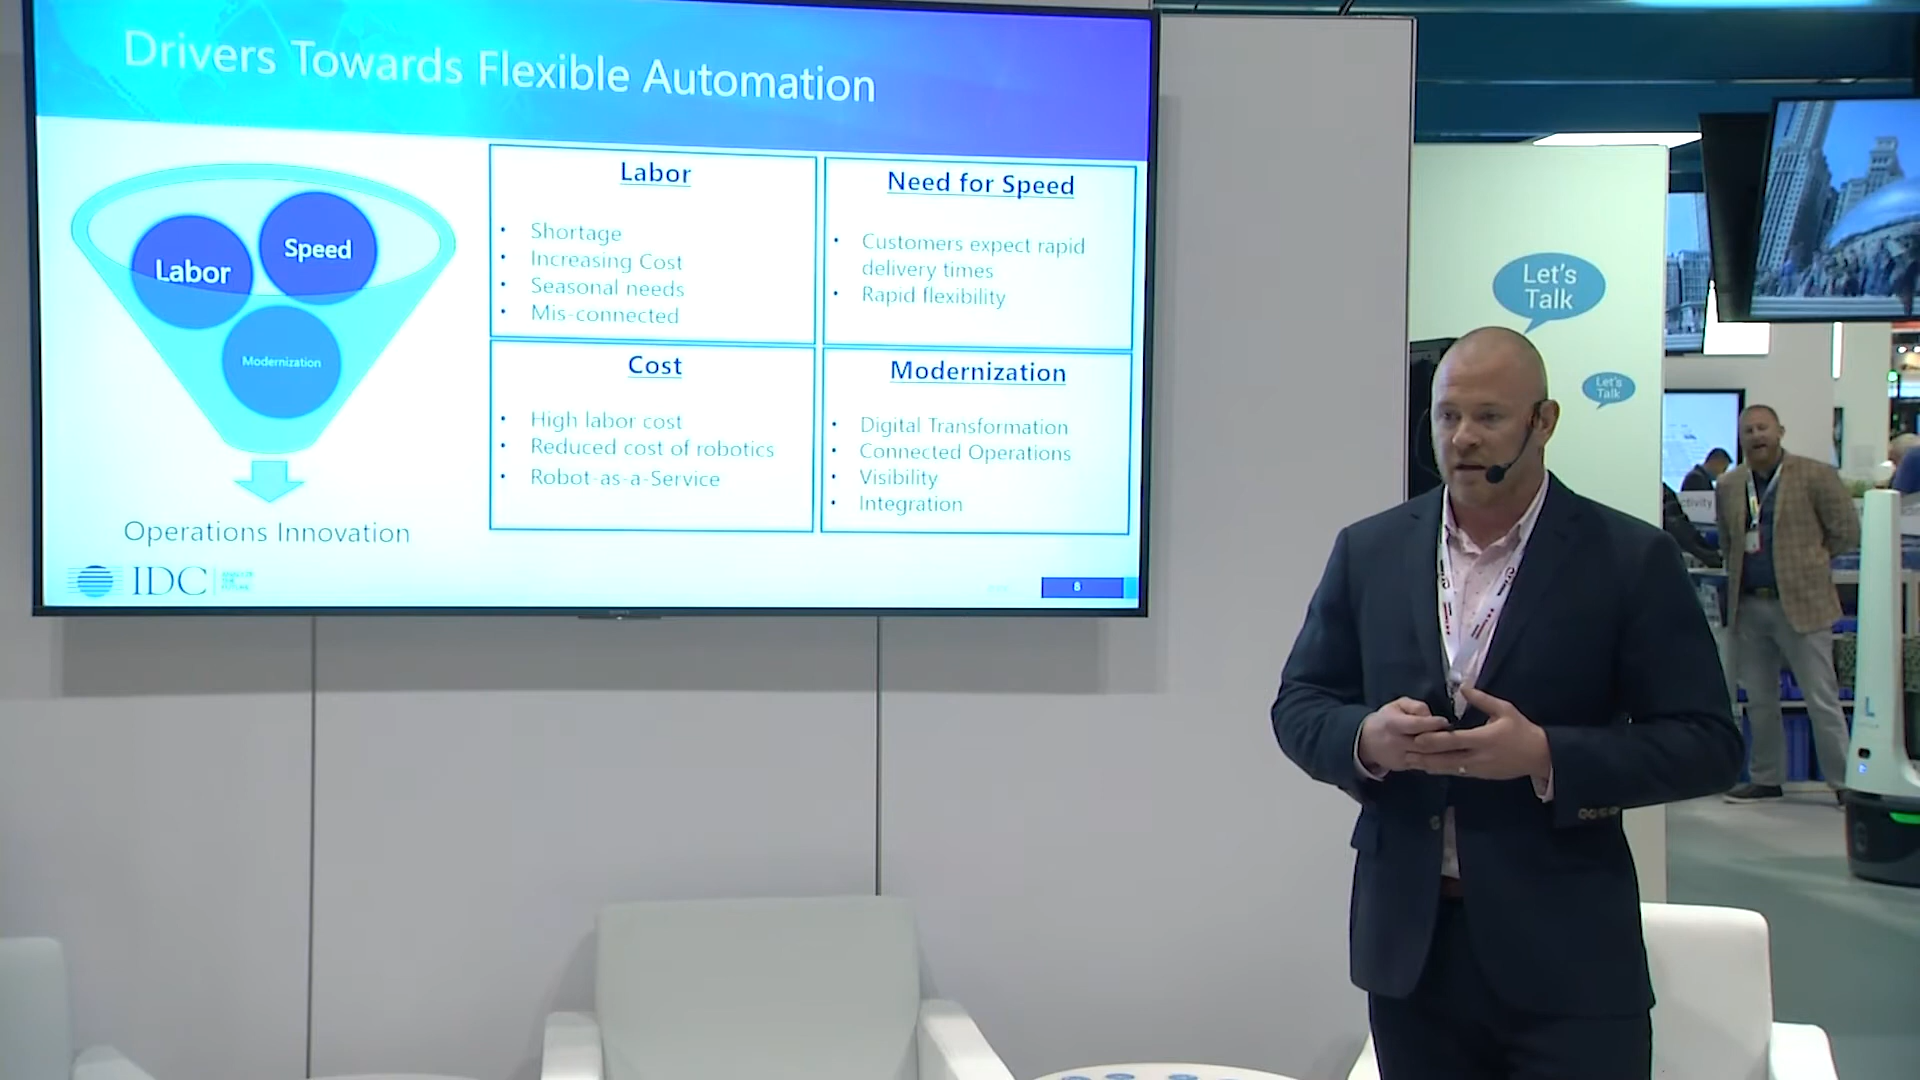 Drivers Towards Flexible Automation
Labor
Speed
Modernization
Operations Innovation
IDC
Labor
• Shortage
• Increasing Cost
• Seasonal needs
• Mis-connected
Need for Speed
• Customers expect rapid
delivery times
• Rapid flexibility
Cost
• High labor cost
• Reduced cost of robotics
• Robot-as-a-Service
Modernization
• Digital Transformation
• Connected Operations
• Visibility
• Integration
Let's
Talk
Let's
Talk
L